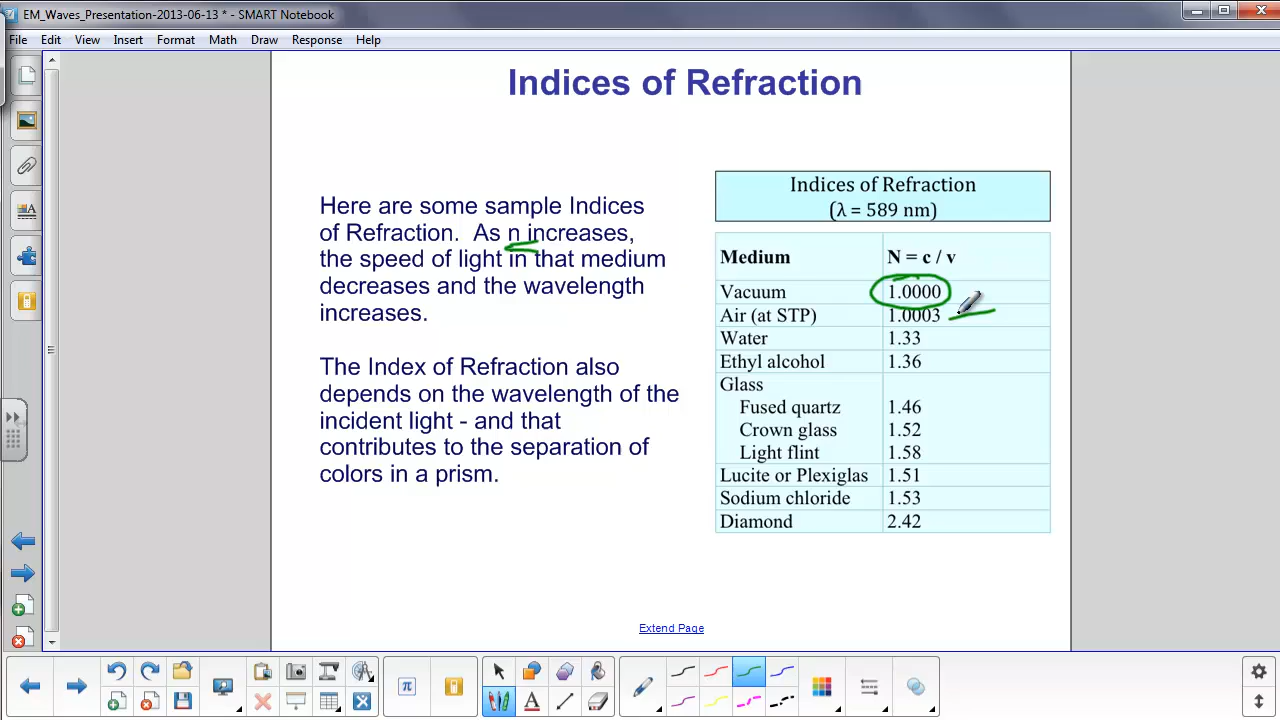 EM_Waves_Presentation-2013-06-13 * - SMART Notebook
File Edit View Insert Format Math Draw Response Help
Indices of Refraction
Here are some sample Indices
of Refraction. As n increases,
the speed of light in that medium
decreases and the wavelength
increases.
The Index of Refraction also
depends on the wavelength of the
incident light - and that
contributes to the separation of
colors in a prism.
Indices of Refraction
(λ = 589 nm)
Medium N = c / v
Vacuum 1.0000
Air (at STP) 1.0003
Water 1.33
Ethyl alcohol 1.36
Glass
Fused quartz 1.46
Crown glass 1.52
Light flint 1.58
Lucite or Plexiglas 1.51
Sodium chloride 1.53
Diamond 2.42
Extend Page